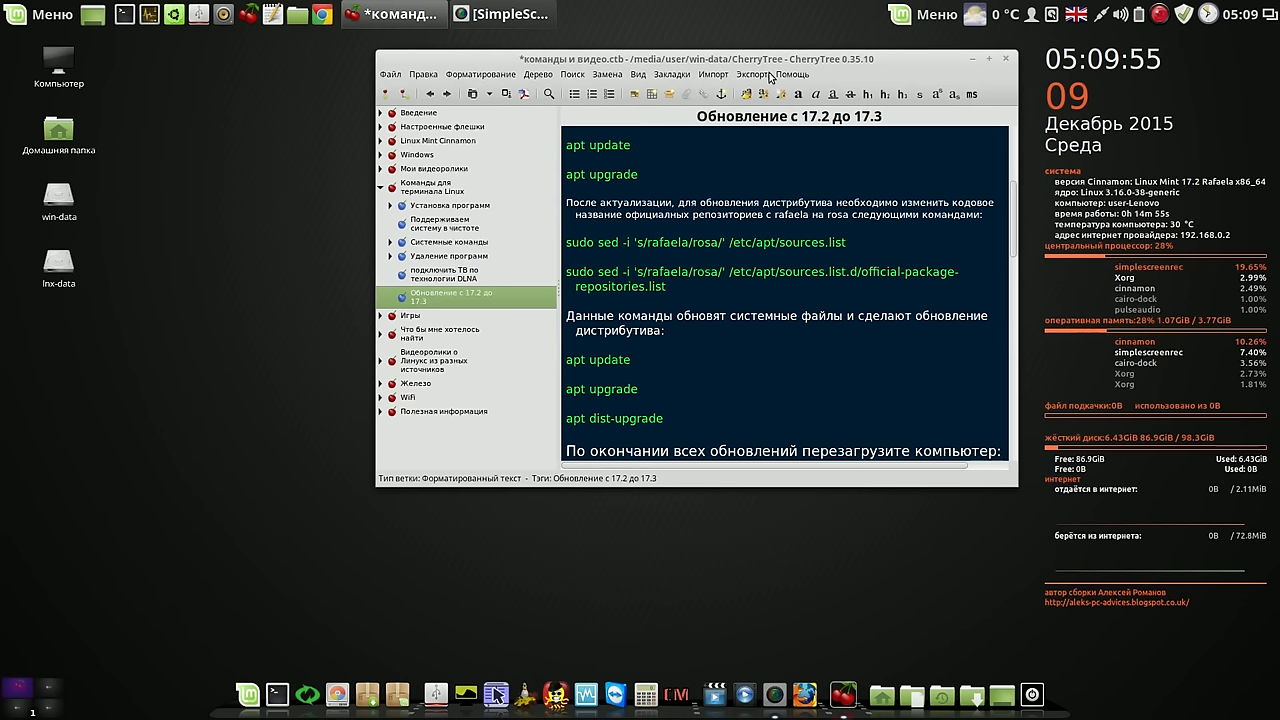 Меню
*команд...
[SimpleSc...
Меню
0 °C
05:09
Компьютер
Домашняя папка
win-data
lnx-data
*команды и видео.ctb - /media/user/win-data/CherryTree - CherryTree 0.35.10
Файл Правка Форматирование Дерево Поиск Замена Вид Закладки Импорт Экспорт Помощь
a a a a h₁ h₂ h₃ s aˢ aₛ ms
Введение
Настроенные флешки
Linux Mint Cinnamon
Windows
Мои видеоролики
Команды для
терминала Linux
Установка программ
Поддерживаем
систему в чистоте
Системные команды
Удаление программ
подключить ТВ по
технологии DLNA
Обновление с 17.2 до
17.3
Игры
Что бы мне хотелось
найти
Видеоролики о
Линукс из разных
источников
Железо
WiFi
Полезная информация
Обновление с 17.2 до 17.3
apt update
apt upgrade
После актуализации, для обновления дистрибутива необходимо изменить кодовое
название официалных репозиториев с rafaela на rosa следующими командами:
sudo sed -i 's/rafaela/rosa/' /etc/apt/sources.list
sudo sed -i 's/rafaela/rosa/' /etc/apt/sources.list.d/official-package-
repositories.list
Данные команды обновят системные файлы и сделают обновление
дистрибутива:
apt update
apt upgrade
apt dist-upgrade
По окончании всех обновлений перезагрузите компьютер:
Тип ветки: Форматированный текст - Тэги: Обновление с 17.2 до 17.3
05:09:55
09
Декабрь 2015
Среда
система
версия Cinnamon: Linux Mint 17.2 Rafaela x86_64
ядро: Linux 3.16.0-38-generic
компьютер: user-Lenovo
время работы: 0h 14m 55s
температура компьютера: 30 °C
адрес интернет провайдера: 192.168.0.2
центральный процессор: 28%
simplescreenrec 19.65%
Xorg 2.99%
cinnamon 2.49%
cairo-dock 1.00%
pulseaudio 1.00%
оперативная память:28% 1.07GiB / 3.77GiB
cinnamon 10.26%
simplescreenrec 7.40%
cairo-dock 3.56%
Xorg 2.73%
Xorg 1.81%
файл подкачки:0B использовано из 0B
жёсткий диск:6.43GiB 86.9GiB / 98.3GiB
Free: 86.9GiB Used: 6.43GiB
Free: 0B Used: 0B
интернет
отдаётся в интернет: 0B / 2.11MiB
берётся из интернета: 0B / 72.8MiB
автор сборки Алексей Романов
http://aleks-pc-advices.blogspot.co.uk/
1